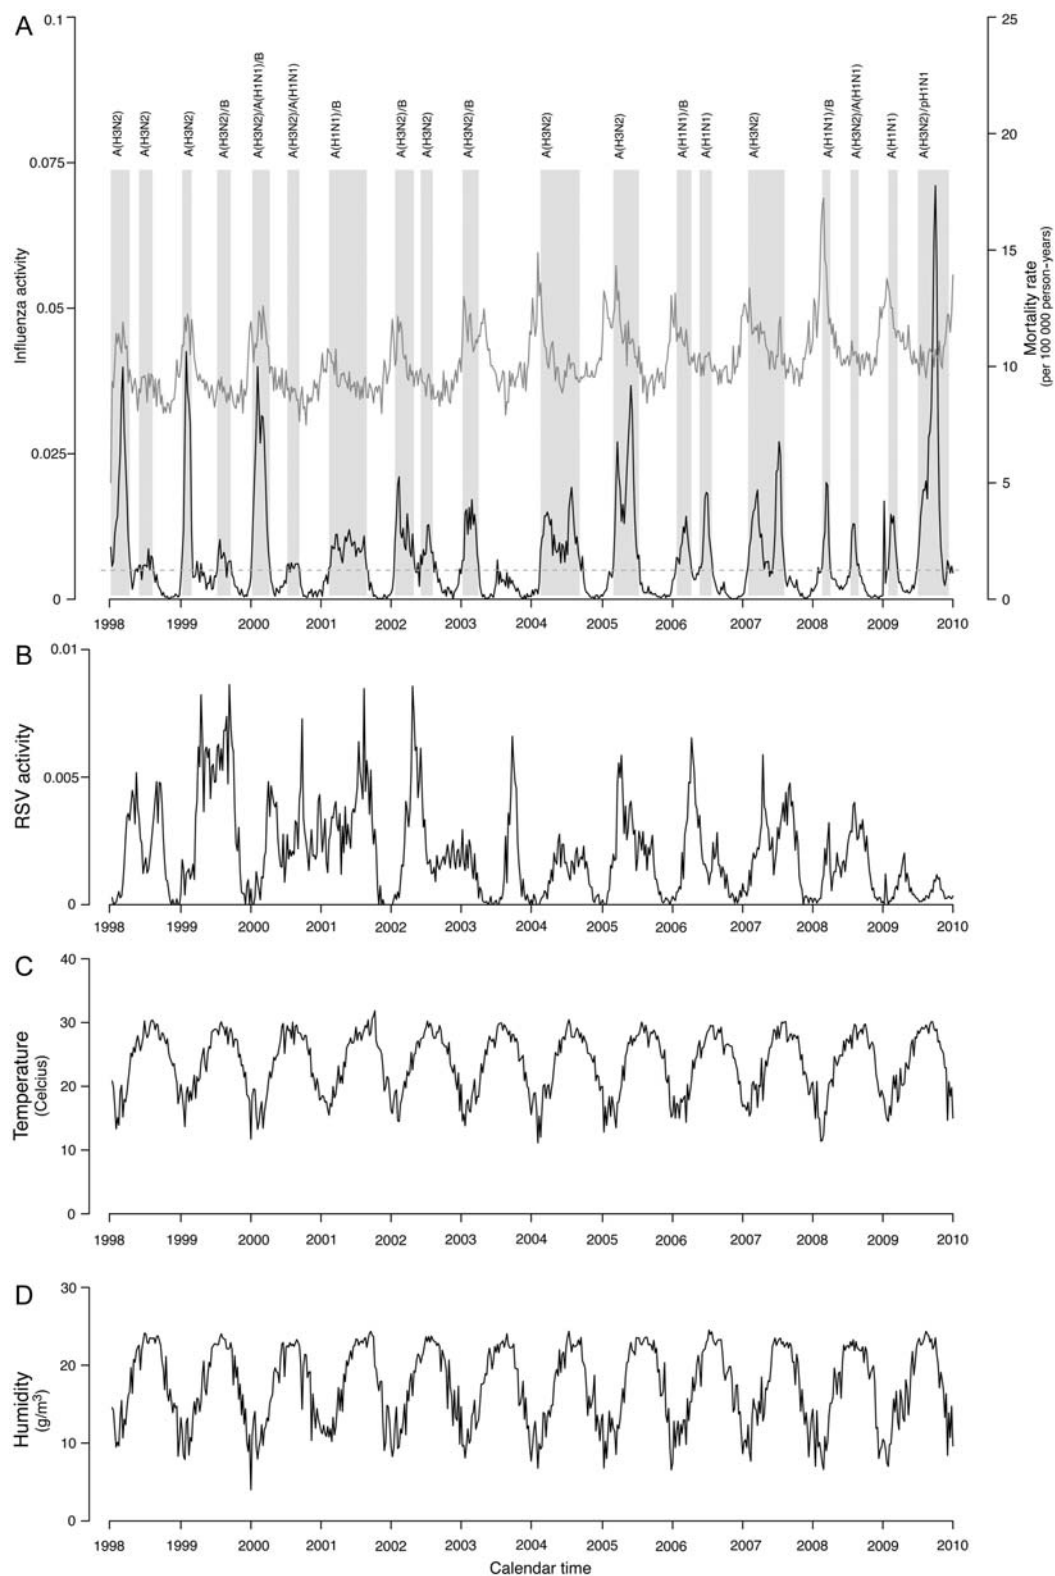 A
0.1
0.075
0.05
0.025
0
Influenza activity
A(H3N2)
A(H3N2)
A(H3N2)
A(H3N2)/B
A(H3N2)/A(H1N1)/B
A(H3N2)/A(H1N1)
A(H1N1)/B
A(H3N2)/B
A(H3N2)
A(H3N2)/B
A(H3N2)
A(H3N2)
A(H1N1)/B
A(H1N1)
A(H3N2)
A(H1N1)/B
A(H3N2)/A(H1N1)
A(H1N1)
A(H3N2)/pH1N1
25
20
15
10
5
0
Mortality rate
(per 100 000 person−years)
1998 1999 2000 2001 2002 2003 2004 2005 2006 2007 2008 2009 2010
B
0.01
0.005
0
RSV activity
1998 1999 2000 2001 2002 2003 2004 2005 2006 2007 2008 2009 2010
C
40
30
20
10
0
Temperature
(Celcius)
1998 1999 2000 2001 2002 2003 2004 2005 2006 2007 2008 2009 2010
D
30
20
10
0
Humidity
(g/m³)
1998 1999 2000 2001 2002 2003 2004 2005 2006 2007 2008 2009 2010
Calendar time